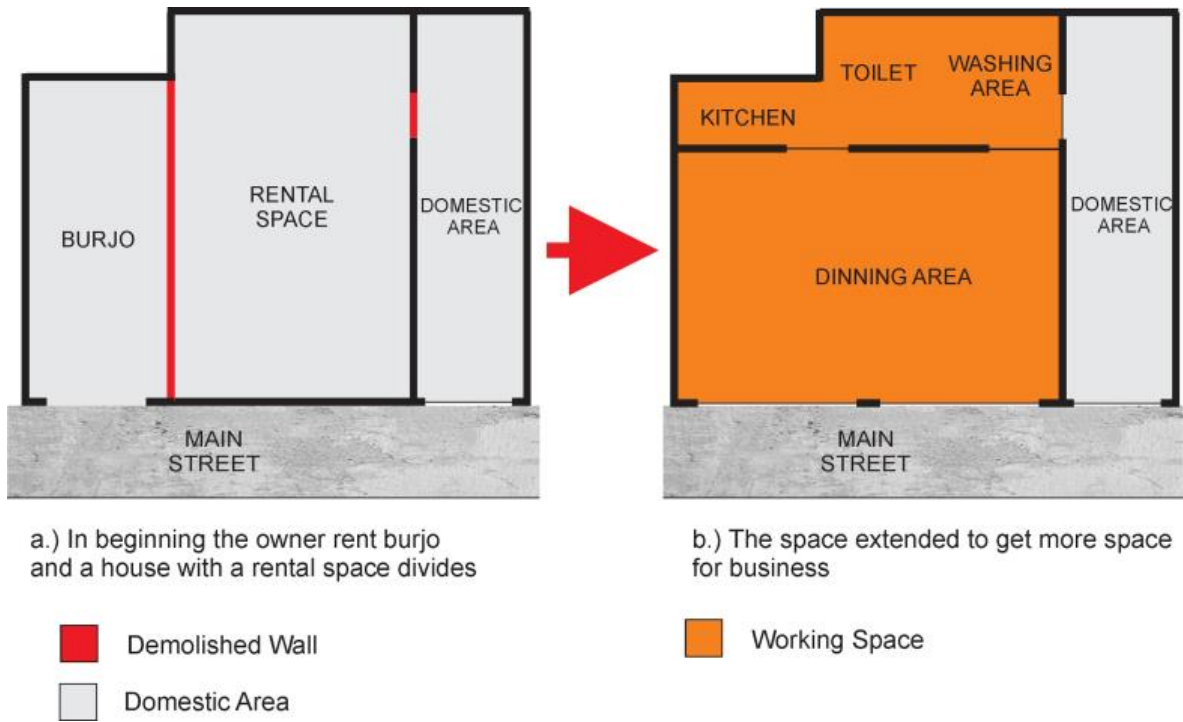 BURJO
RENTAL
SPACE
DOMESTIC
AREA
MAIN
STREET
KITCHEN
TOILET
WASHING
AREA
DINNING AREA
DOMESTIC
AREA
MAIN
STREET
a.) In beginning the owner rent burjo
and a house with a rental space divides
b.) The space extended to get more space
for business
Demolished Wall
Domestic Area
Working Space